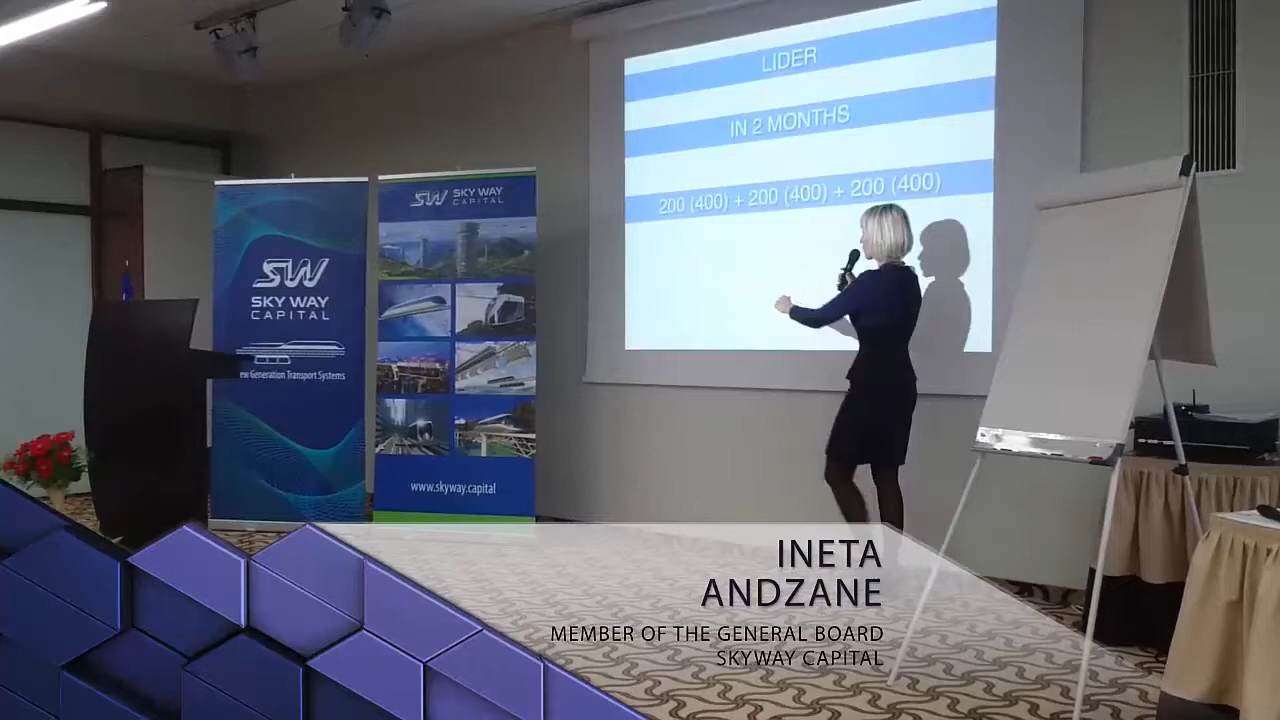 LIDER
IN 2 MONTHS
200 (400) + 200 (400) + 200 (400)
SW
SKY WAY
CAPITAL
ew Generation Transport Systems
SW SKY WAY
CAPITAL
www.skyway.capital
INETA
ANDZANE
MEMBER OF THE GENERAL BOARD
SKYWAY CAPITAL